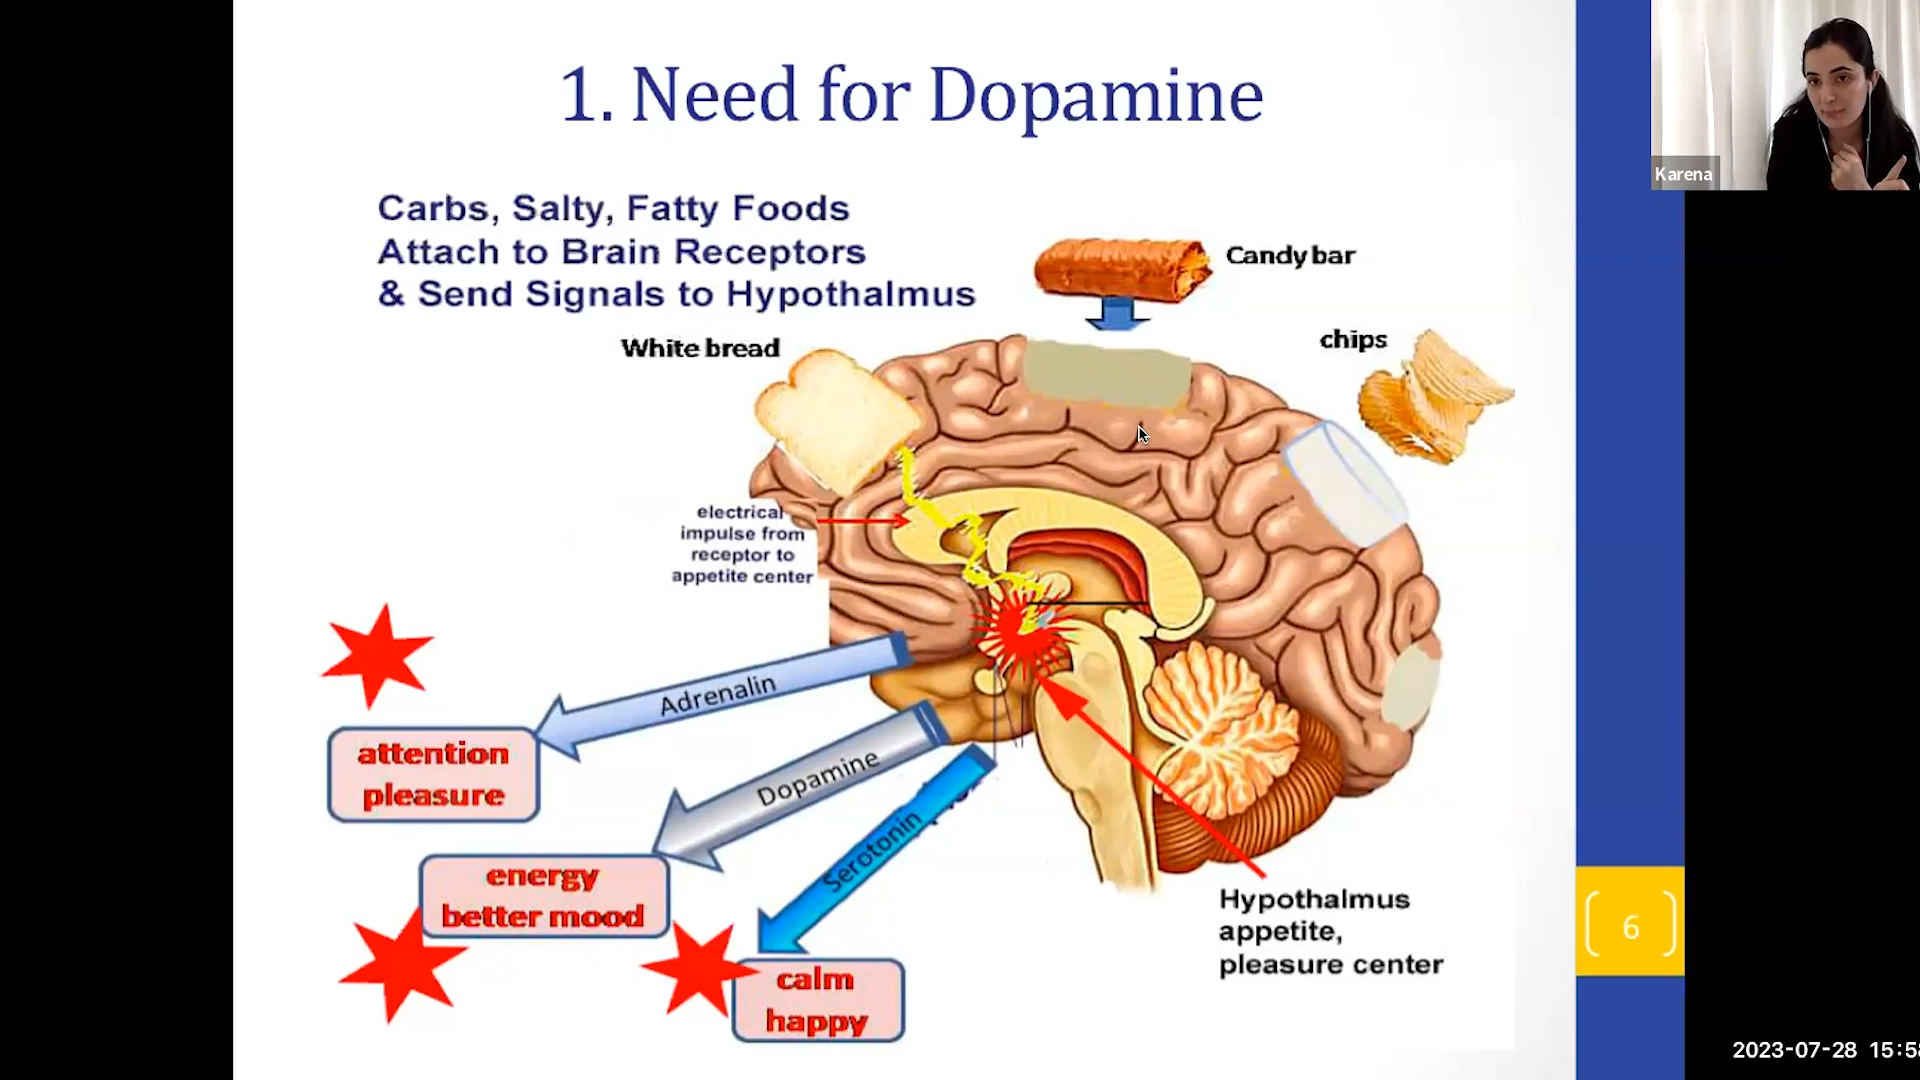 1. Need for Dopamine
Karena
Carbs, Salty, Fatty Foods
Attach to Brain Receptors
& Send Signals to Hypothalmus
Candy bar
chips
White bread
electrical
impulse from
receptor to
appetite center
Adrenalin
attention
pleasure
Dopamine
energy
better mood
Serotonin
calm
happy
Hypothalmus
appetite,
pleasure center
6
2023-07-28 15:58